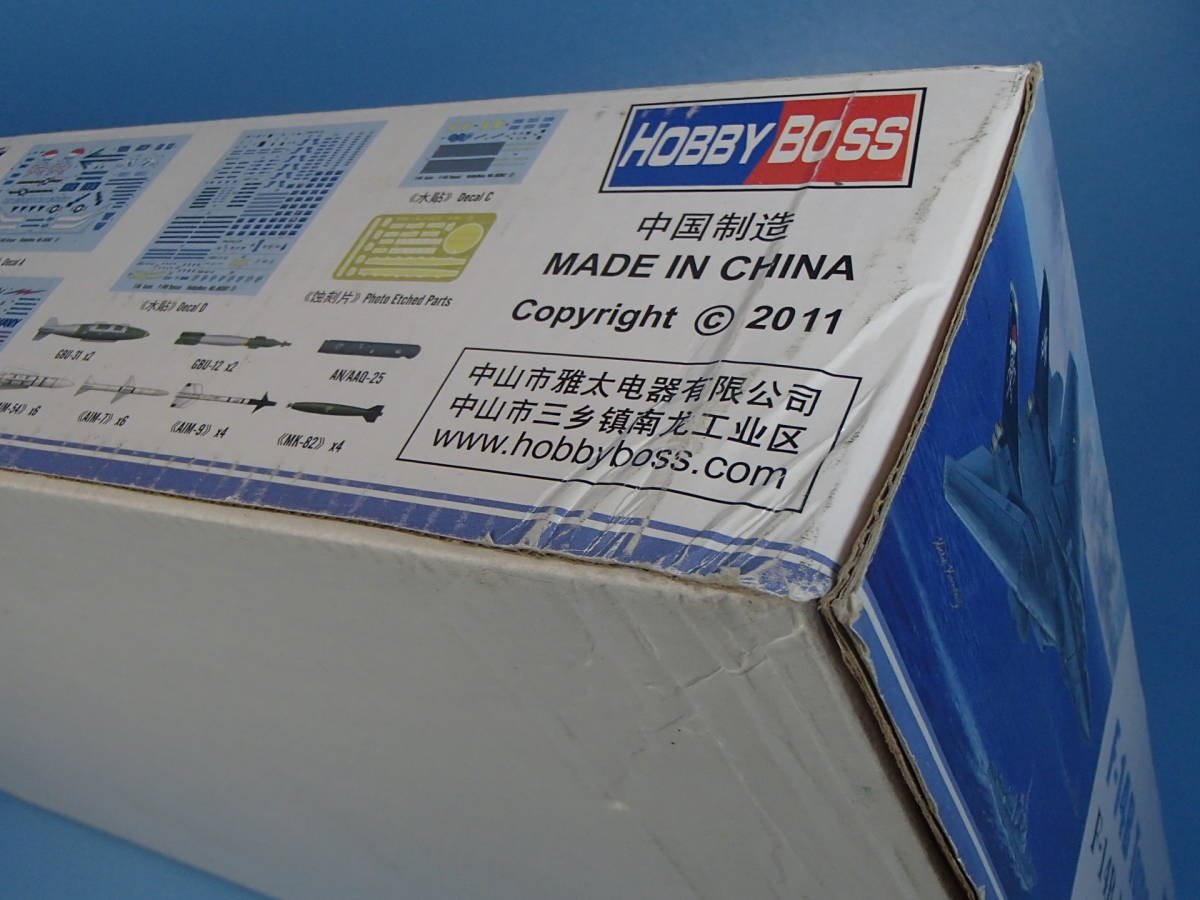 HOBBY BOSS
中国制造
MADE IN CHINA
Copyright © 2011
中山市雅太电器有限公司
中山市三乡镇南龙工业区
www.hobbyboss.com
Decal A
《水贴》 Decal D
《水贴》 Decal C
《蚀刻片》 Photo Etched Parts
GBU-31 x2
GBU-12 x2
AN/AAQ-25
x6
《AIM-7》 x6
《AIM-9》 x4
《MK-82》 x4
F-14B